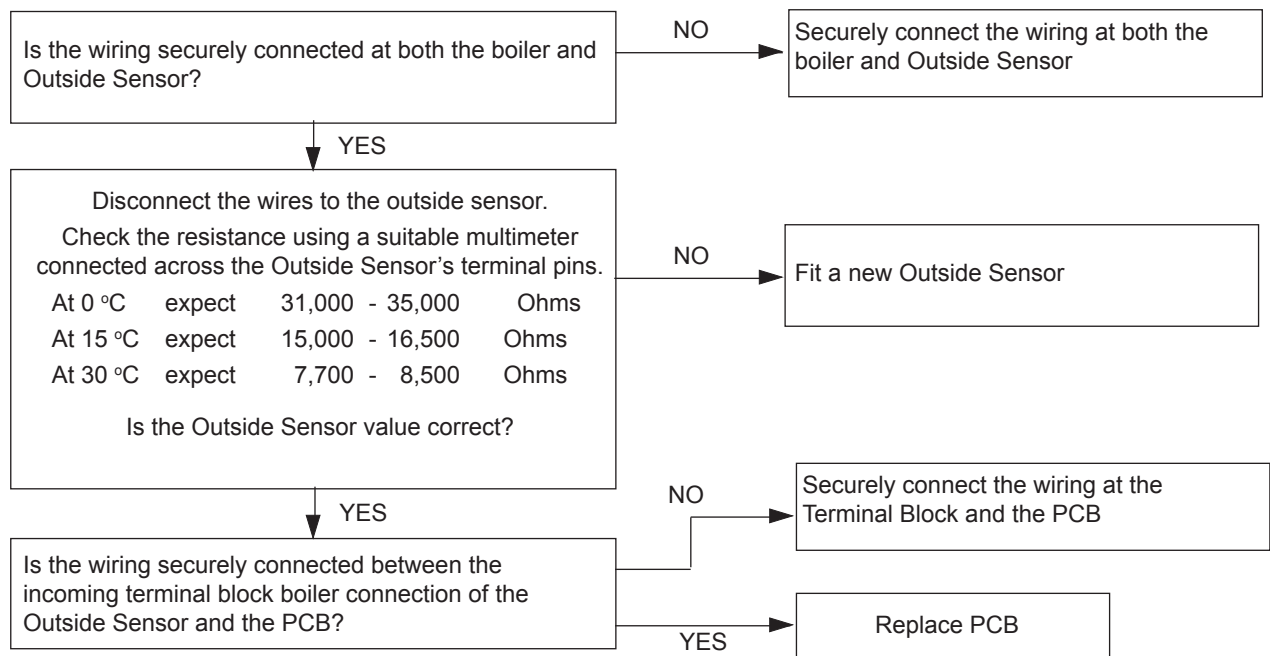 Is the wiring securely connected at both the boiler and
Outside Sensor?
NO
Securely connect the wiring at both the
boiler and Outside Sensor
YES
Disconnect the wires to the outside sensor.
Check the resistance using a suitable multimeter
connected across the Outside Sensor’s terminal pins.
At 0 °C expect 31,000 - 35,000 Ohms
At 15 °C expect 15,000 - 16,500 Ohms
At 30 °C expect 7,700 - 8,500 Ohms
Is the Outside Sensor value correct?
NO
Fit a new Outside Sensor
YES
Is the wiring securely connected between the
incoming terminal block boiler connection of the
Outside Sensor and the PCB?
NO
Securely connect the wiring at the
Terminal Block and the PCB
YES
Replace PCB